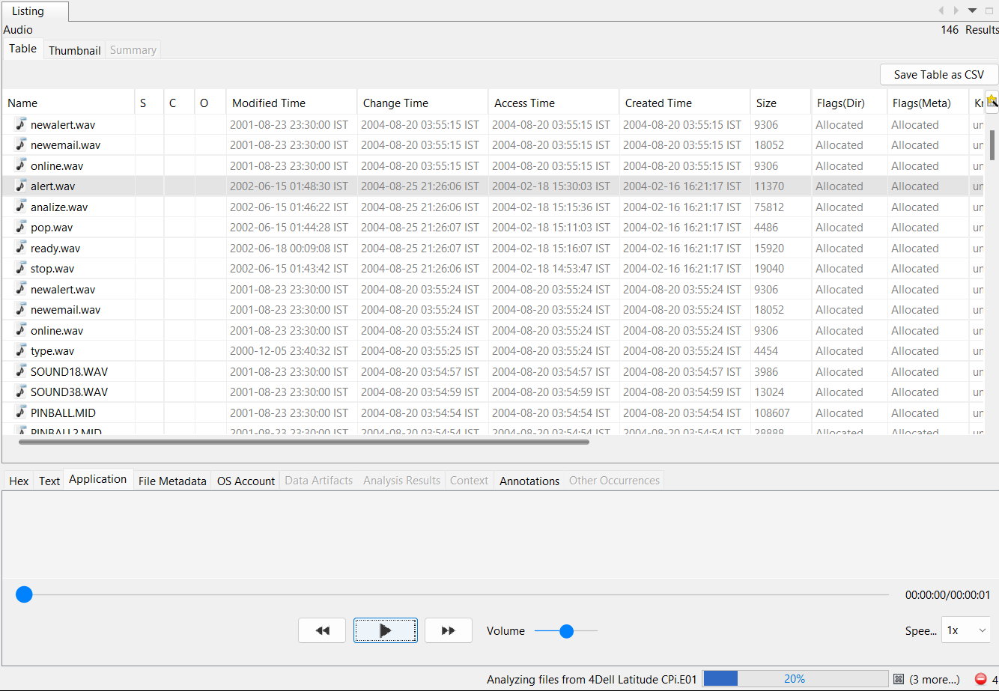 Listing
Audio 146 Results
Table Thumbnail Summary
Save Table as CSV
Name S C O Modified Time Change Time Access Time Created Time Size Flags(Dir) Flags(Meta) Kr
newalert.wav 2001-08-23 23:30:00 IST 2004-08-20 03:55:15 IST 2004-08-20 03:55:15 IST 2004-08-20 03:55:15 IST 9306 Allocated Allocated un
newemail.wav 2001-08-23 23:30:00 IST 2004-08-20 03:55:15 IST 2004-08-20 03:55:15 IST 2004-08-20 03:55:15 IST 18052 Allocated Allocated un
online.wav 2001-08-23 23:30:00 IST 2004-08-20 03:55:15 IST 2004-08-20 03:55:15 IST 2004-08-20 03:55:15 IST 9306 Allocated Allocated un
alert.wav 2002-06-15 01:48:30 IST 2004-08-25 21:26:06 IST 2004-02-18 15:30:03 IST 2004-02-16 16:21:17 IST 11370 Allocated Allocated un
analize.wav 2002-06-15 01:46:22 IST 2004-08-25 21:26:06 IST 2004-02-18 15:15:36 IST 2004-02-16 16:21:17 IST 75812 Allocated Allocated un
pop.wav 2002-06-15 01:44:28 IST 2004-08-25 21:26:07 IST 2004-02-18 15:11:03 IST 2004-02-16 16:21:17 IST 4486 Allocated Allocated un
ready.wav 2002-06-18 00:09:08 IST 2004-08-25 21:26:07 IST 2004-02-18 15:16:07 IST 2004-02-16 16:21:17 IST 15920 Allocated Allocated un
stop.wav 2002-06-15 01:43:42 IST 2004-08-25 21:26:06 IST 2004-02-18 14:53:47 IST 2004-02-16 16:21:17 IST 19040 Allocated Allocated un
newalert.wav 2001-08-23 23:30:00 IST 2004-08-20 03:55:24 IST 2004-08-20 03:55:24 IST 2004-08-20 03:55:24 IST 9306 Allocated Allocated un
newemail.wav 2001-08-23 23:30:00 IST 2004-08-20 03:55:24 IST 2004-08-20 03:55:24 IST 2004-08-20 03:55:24 IST 18052 Allocated Allocated un
online.wav 2001-08-23 23:30:00 IST 2004-08-20 03:55:24 IST 2004-08-20 03:55:24 IST 2004-08-20 03:55:24 IST 9306 Allocated Allocated un
type.wav 2000-12-05 23:40:32 IST 2004-08-20 03:55:25 IST 2004-08-20 03:55:24 IST 2004-08-20 03:55:24 IST 4454 Allocated Allocated un
SOUND18.WAV 2001-08-23 23:30:00 IST 2004-08-20 03:54:57 IST 2004-08-20 03:54:57 IST 2004-08-20 03:54:57 IST 3986 Allocated Allocated un
SOUND38.WAV 2001-08-23 23:30:00 IST 2004-08-20 03:54:59 IST 2004-08-20 03:54:59 IST 2004-08-20 03:54:59 IST 13024 Allocated Allocated un
PINBALL.MID 2001-08-23 23:30:00 IST 2004-08-20 03:54:54 IST 2004-08-20 03:54:54 IST 2004-08-20 03:54:54 IST 108607 Allocated Allocated un
PINBALL2.MID 2001-08-23 23:30:00 IST 2004-08-20 03:54:54 IST 2004-08-20 03:54:54 IST 2004-08-20 03:54:54 IST 28888 Allocated Allocated un
Hex Text Application File Metadata OS Account Data Artifacts Analysis Results Context Annotations Other Occurrences
00:00:00/00:00:01
Volume Spee... 1x
Analyzing files from 4Dell Latitude CPi.E01 20% (3 more...) 4